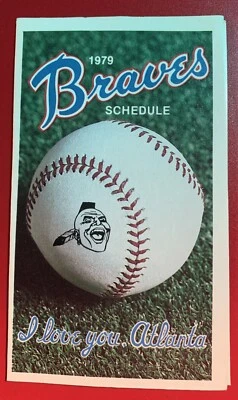 1979
Braves
SCHEDULE
I love you, Atlanta